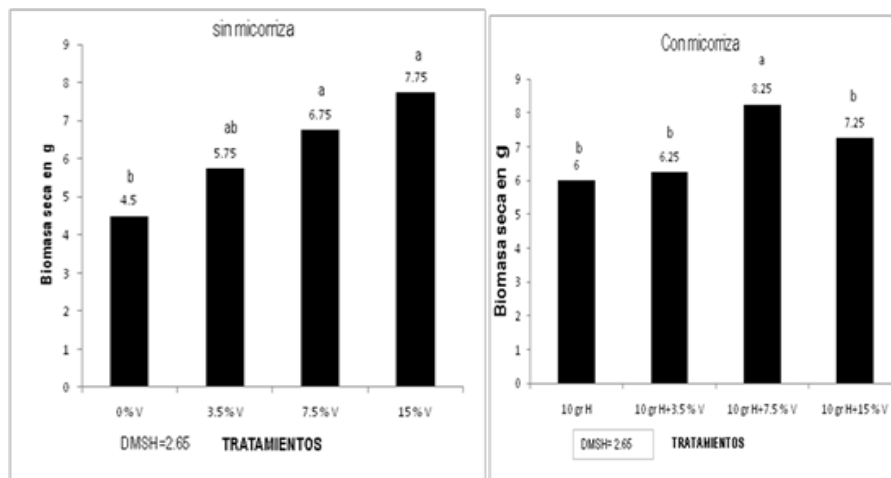 sin micorriza
Biomasa seca en g
9
8
7
6
5
4
3
2
1
0
b
4.5
ab
5.75
a
6.75
a
7.75
0% V
3.5% V
7.5% V
15% V
DMSH=2.65
TRATAMIENTOS
Con micorriza
Biomasa seca en g
9
8
7
6
5
4
3
2
1
0
b
6
b
6.25
a
8.25
b
7.25
10 gr H
10 gr H+3.5% V
10 gr H+7.5% V
10 gr H+15% V
DMSH= 2.65
TRATAMIENTOS